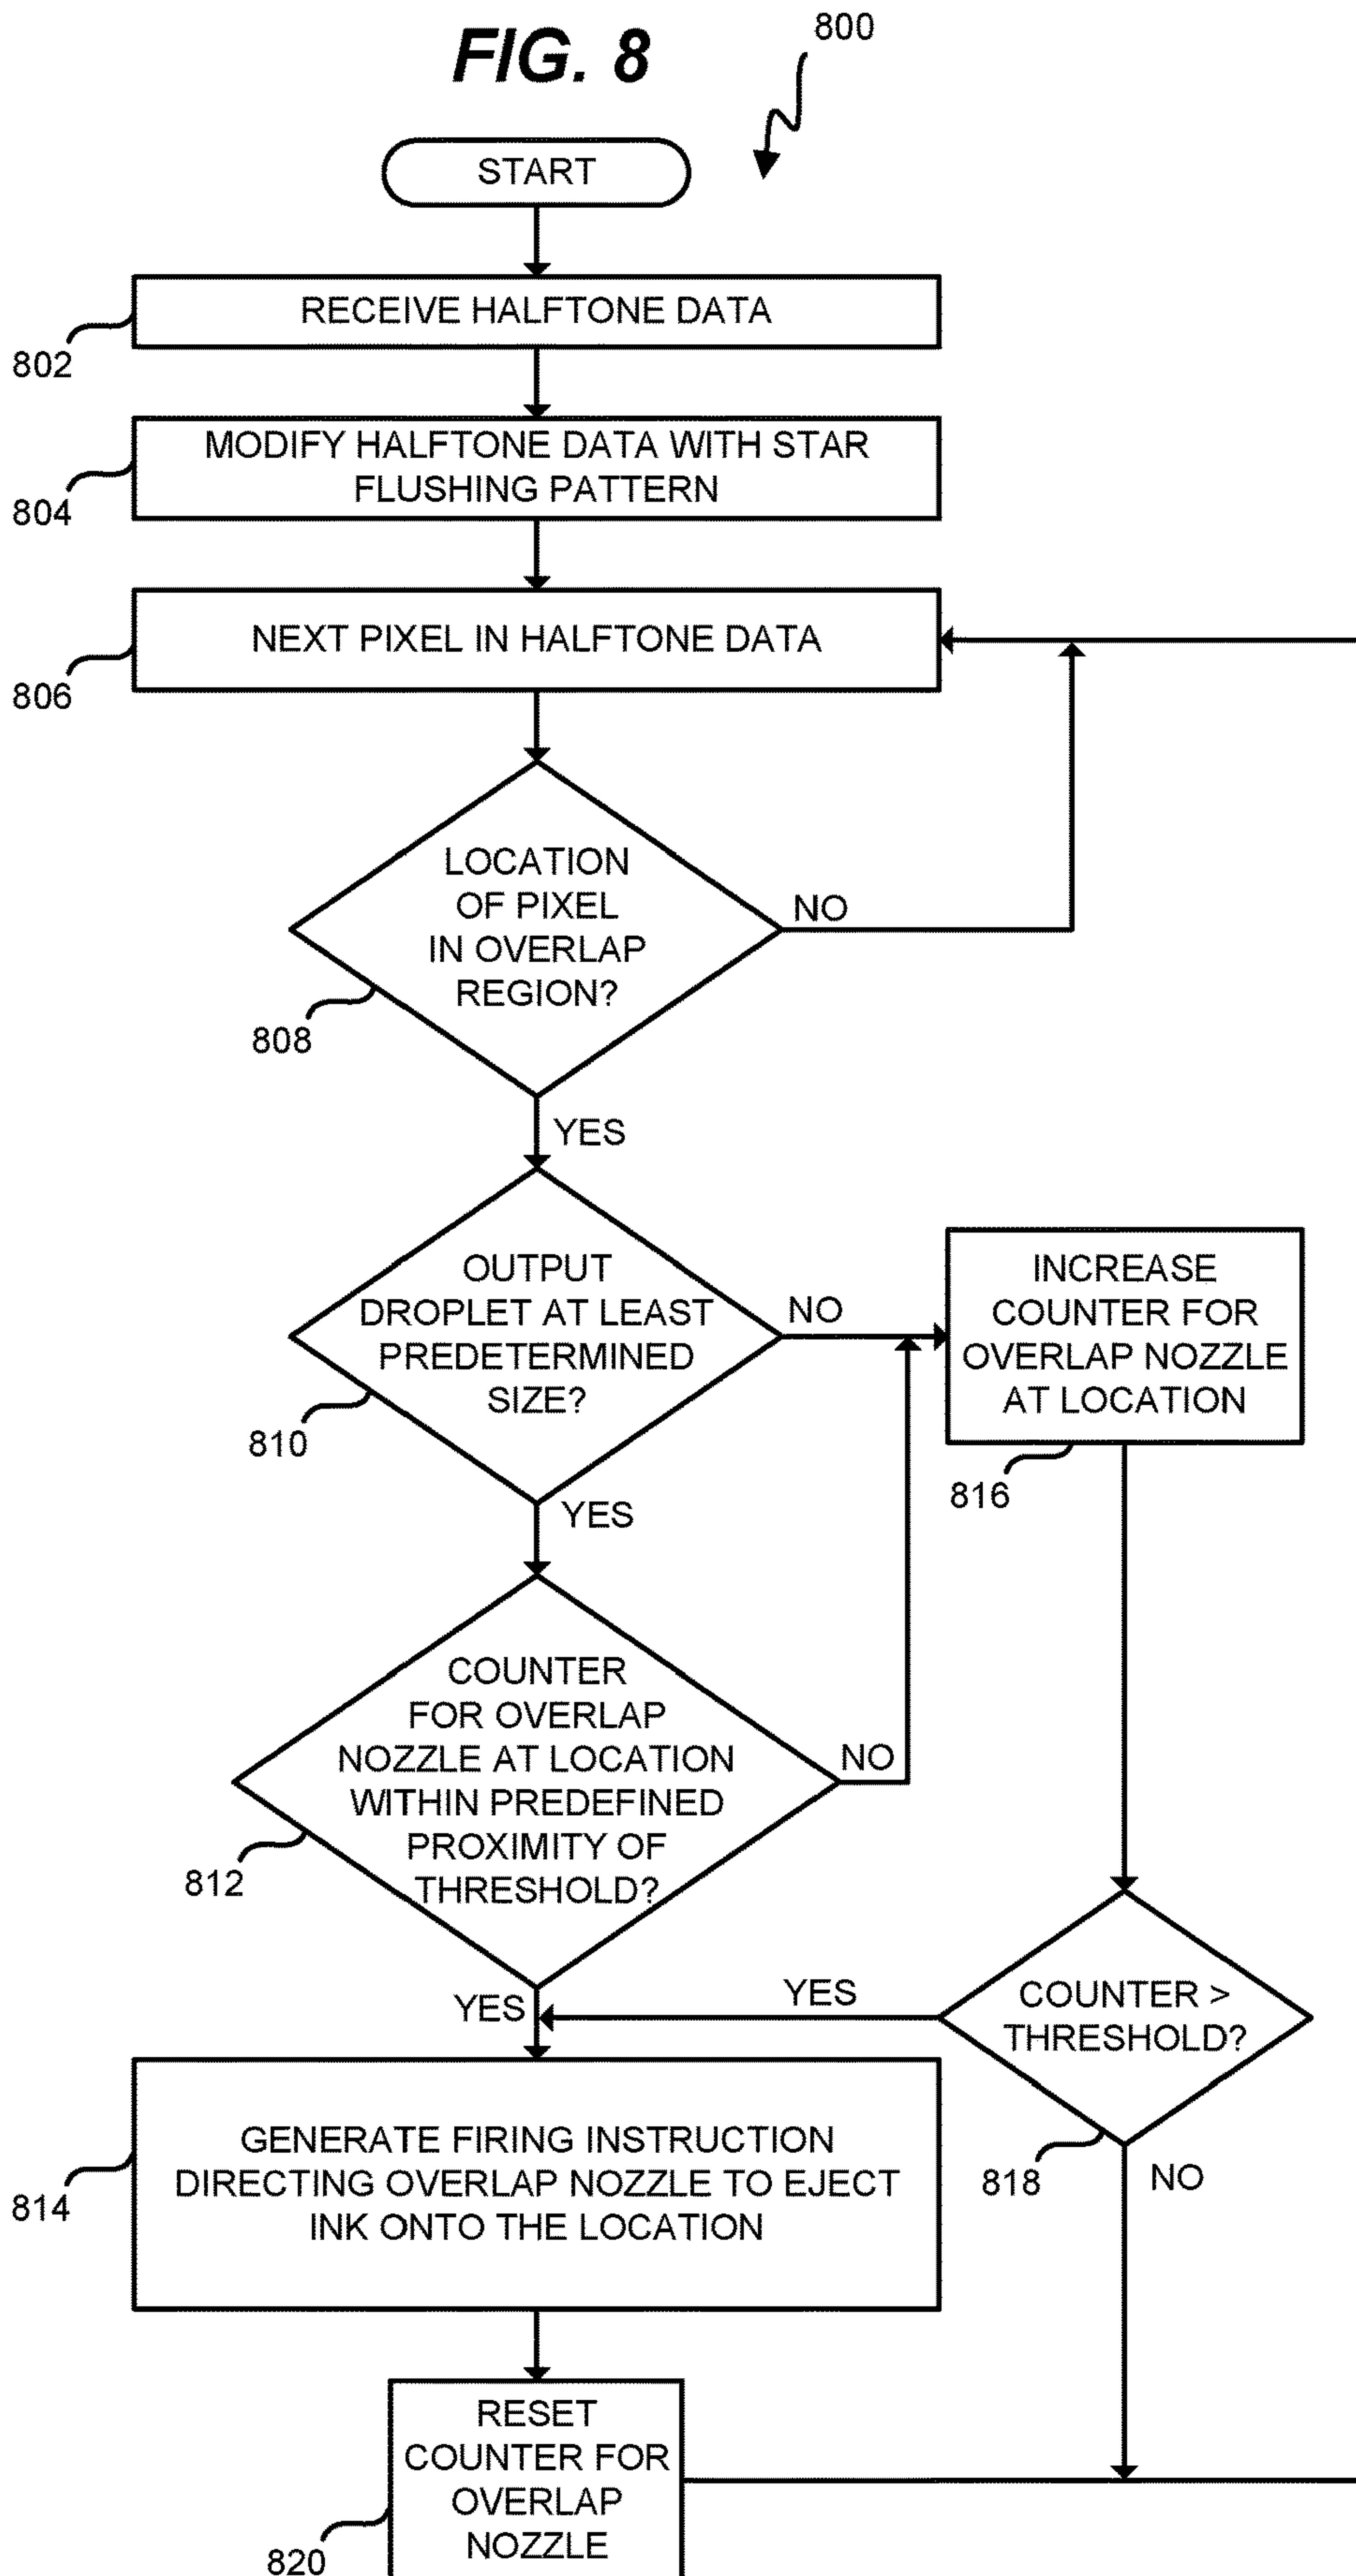 FIG. 8
800
START
RECEIVE HALFTONE DATA
802
MODIFY HALFTONE DATA WITH STAR
FLUSHING PATTERN
804
NEXT PIXEL IN HALFTONE DATA
806
LOCATION
OF PIXEL
IN OVERLAP
REGION?
NO
808
YES
OUTPUT
DROPLET AT LEAST
PREDETERMINED
SIZE?
NO
810
YES
INCREASE
COUNTER FOR
OVERLAP NOZZLE
AT LOCATION
816
COUNTER
FOR OVERLAP
NOZZLE AT LOCATION
WITHIN PREDEFINED
PROXIMITY OF
THRESHOLD?
NO
812
YES
YES
COUNTER >
THRESHOLD?
818
NO
GENERATE FIRING INSTRUCTION
DIRECTING OVERLAP NOZZLE TO EJECT
INK ONTO THE LOCATION
814
RESET
COUNTER FOR
OVERLAP
NOZZLE
820